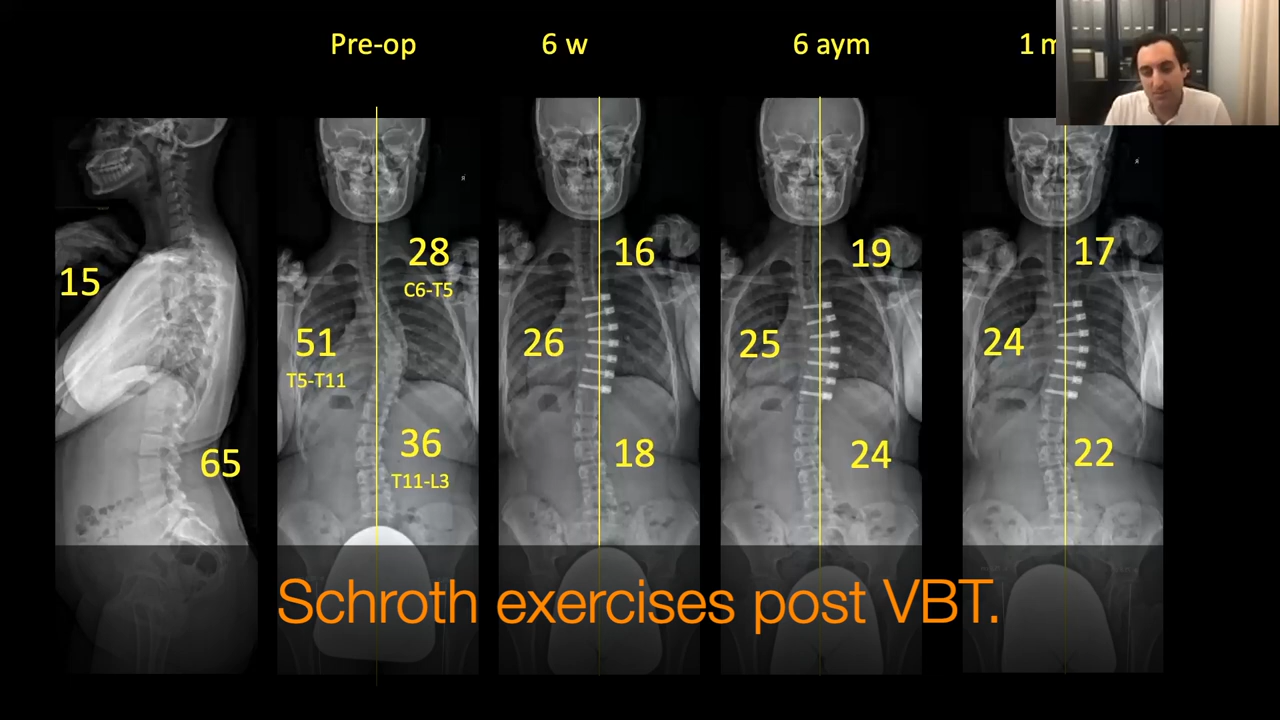 Pre-op
6 w
6 aym
1 m
15
65
28
C6-T5
51
T5-T11
36
T11-L3
16
26
18
19
25
24
17
24
22
Schroth exercises post VBT.